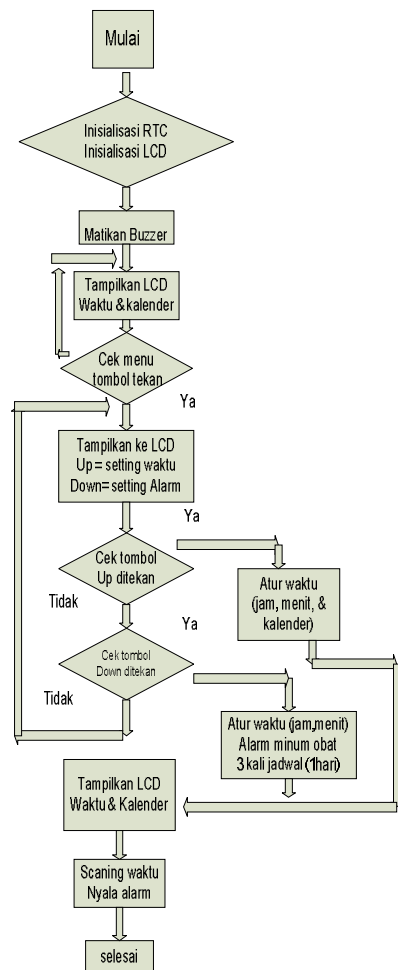 Mulai
Inisialisasi RTC
Inisialisasi LCD
Matikan Buzzer
Tampilkan LCD
Waktu & kalender
Cek menu
tombol tekan
Ya
Tampilkan ke LCD
Up = setting waktu
Down= setting Alarm
Ya
Cek tombol
Up ditekan
Atur waktu
(jam, menit, &
kalender)
Tidak
Ya
Cek tombol
Down ditekan
Tidak
Atur waktu (jam,menit)
Alarm minum obat
3 kali jadwal (1hari)
Tampilkan LCD
Waktu & Kalender
Scaning waktu
Nyala alarm
selesai